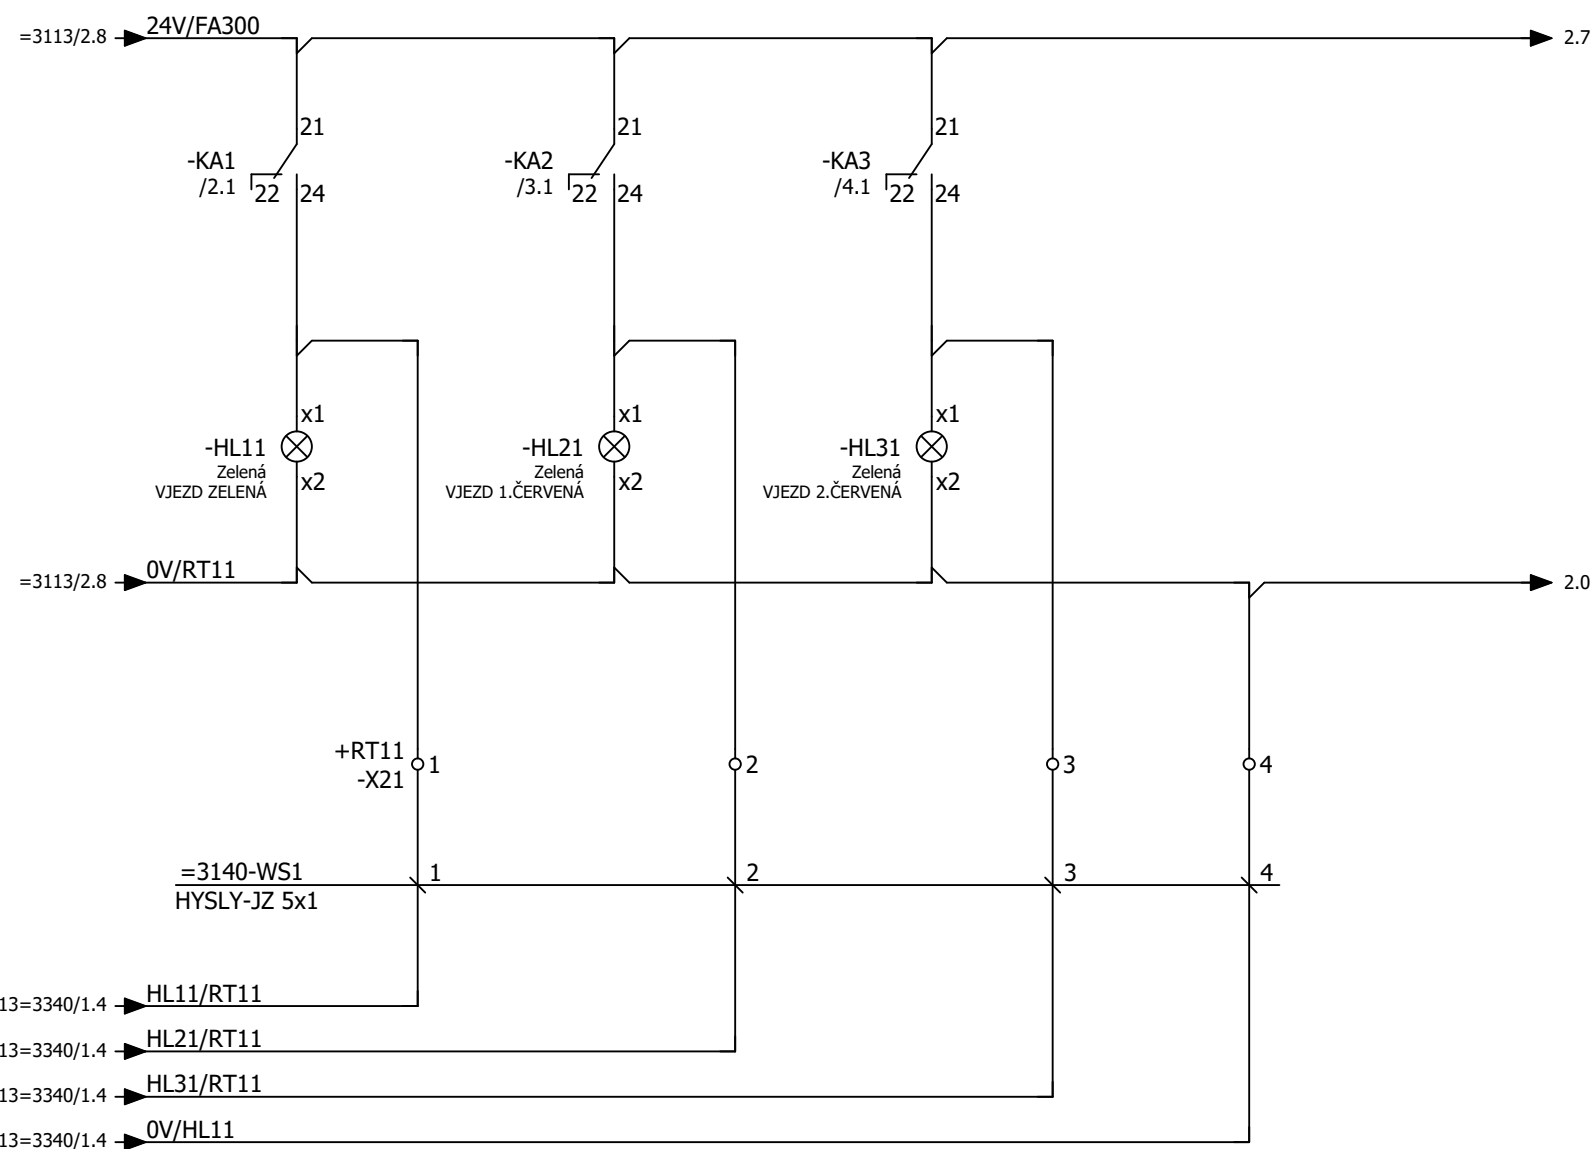 =3113/2.8
24V/FA300
2.7
21
21
21
-KA1
/2.1
22
24
-KA2
/3.1
22
24
-KA3
/4.1
22
24
x1
x1
x1
-HL11
Zelená
VJEZD ZELENÁ
x2
-HL21
Zelená
VJEZD 1.ČERVENÁ
x2
-HL31
Zelená
VJEZD 2.ČERVENÁ
x2
=3113/2.8
0V/RT11
2.0
+RT11
-X21
1
2
3
4
=3140-WS1
HYSLY-JZ 5x1
1
2
3
4
13=3340/1.4
HL11/RT11
13=3340/1.4
HL21/RT11
13=3340/1.4
HL31/RT11
13=3340/1.4
0V/HL11